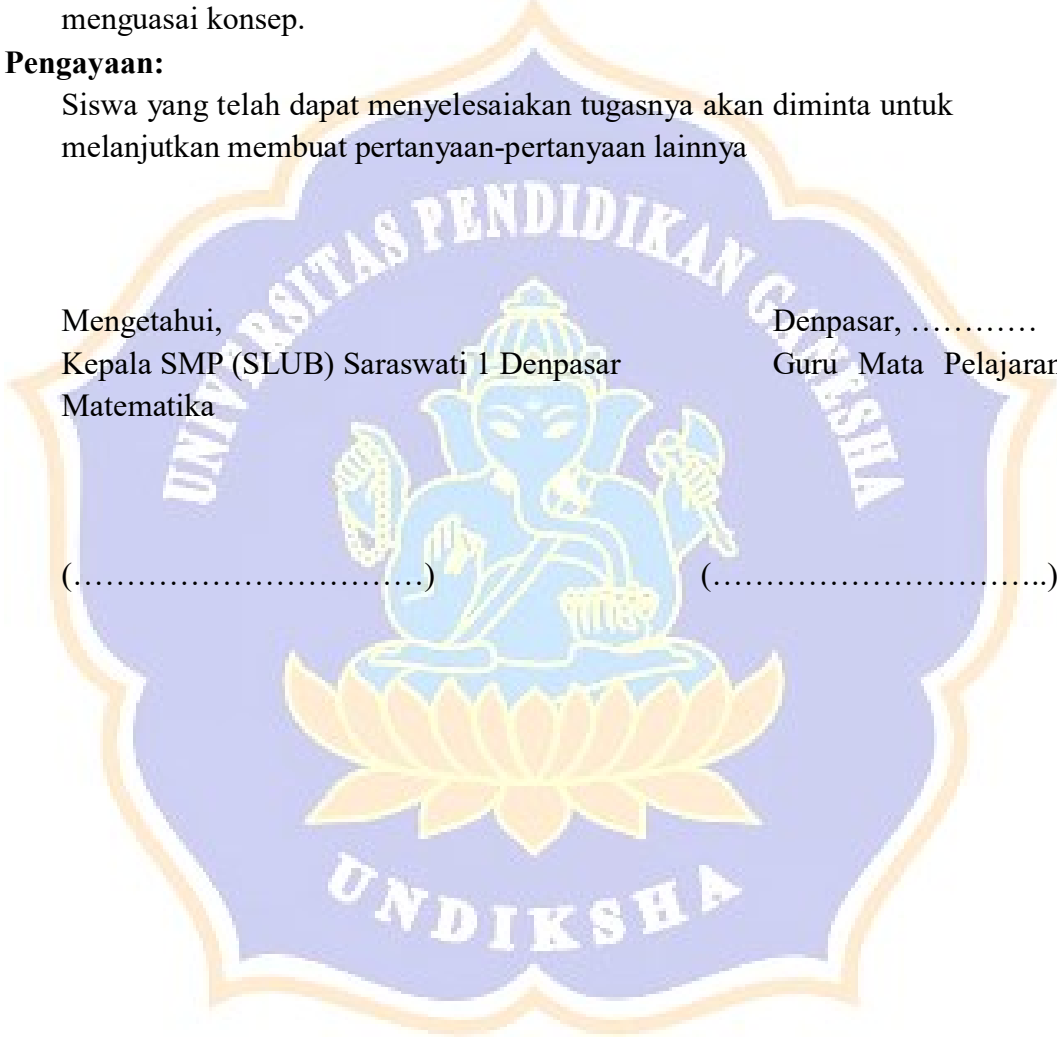 menguasai konsep.
Pengayaan:
Siswa yang telah dapat menyelesaiakan tugasnya akan diminta untuk
melanjutkan membuat pertanyaan-pertanyaan lainnya
UNIVERSITAS PENDIDIKAN GANESHA
Mengetahui, Denpasar, …………
Kepala SMP (SLUB) Saraswati 1 Denpasar Guru Mata Pelajaran
Matematika
(……………………………) (…………………………..)
UNDIKSHA